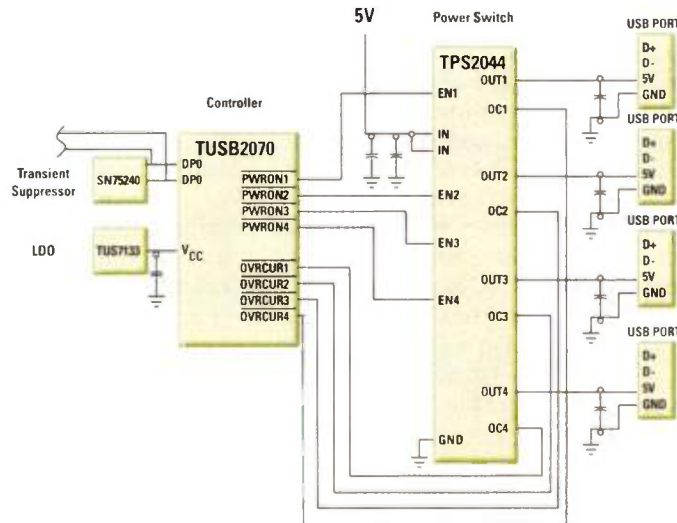 5V
Power Switch
USB PORT
D+
D-
5V
GND
TPS2044
OUT1
EN1
OC1
IN
IN
OUT2
EN2
OC2
EN3
OUT3
EN4
OC3
OUT4
OC4
GND
USB PORT
D+
D-
5V
GND
USB PORT
D+
D-
5V
GND
USB PORT
D+
D-
5V
GND
Controller
TUSB2070
DP0
DP0
PWRON1
PWRON2
PWRON3
PWRON4
VCC
OVRCUR1
OVRCUR2
OVRCUR3
OVRCUR4
Transient
Suppressor
SN75240
LDO
TUS7133